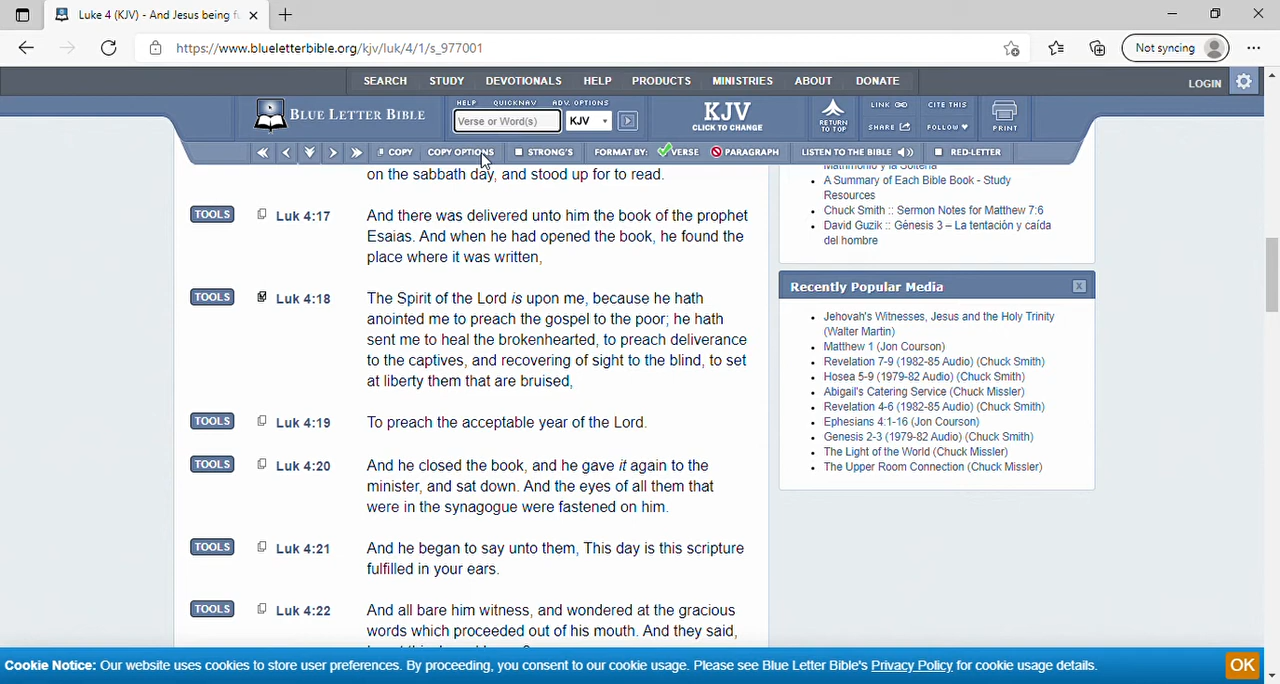 Luke 4 (KJV) - And Jesus being f
https://www.blueletterbible.org/kjv/luk/4/1/s_977001
Not syncing
SEARCH STUDY DEVOTIONALS HELP PRODUCTS MINISTRIES ABOUT DONATE
LOGIN
BLUE LETTER BIBLE
HELP QUICKNAV ADV. OPTIONS
Verse or Word(s)
KJV
KJV
CLICK TO CHANGE
RETURN
TO TOP
LINK CITE THIS
SHARE FOLLOW
PRINT
COPY COPY OPTIONS STRONG'S FORMAT BY: VERSE PARAGRAPH LISTEN TO THE BIBLE RED-LETTER
on the sabbath day, and stood up for to read.
TOOLS Luk 4:17 And there was delivered unto him the book of the prophet
Esaias. And when he had opened the book, he found the
place where it was written,
TOOLS Luk 4:18 The Spirit of the Lord is upon me, because he hath
anointed me to preach the gospel to the poor; he hath
sent me to heal the brokenhearted, to preach deliverance
to the captives, and recovering of sight to the blind, to set
at liberty them that are bruised,
TOOLS Luk 4:19 To preach the acceptable year of the Lord.
TOOLS Luk 4:20 And he closed the book, and he gave it again to the
minister, and sat down. And the eyes of all them that
were in the synagogue were fastened on him.
TOOLS Luk 4:21 And he began to say unto them, This day is this scripture
fulfilled in your ears.
TOOLS Luk 4:22 And all bare him witness, and wondered at the gracious
words which proceeded out of his mouth. And they said,
Matrimonio y la Soltería
A Summary of Each Bible Book - Study
Resources
Chuck Smith :: Sermon Notes for Matthew 7:6
David Guzik :: Génesis 3 – La tentación y caída
del hombre
Recently Popular Media
Jehovah's Witnesses, Jesus and the Holy Trinity
(Walter Martin)
Matthew 1 (Jon Courson)
Revelation 7-9 (1982-85 Audio) (Chuck Smith)
Hosea 5-9 (1979-82 Audio) (Chuck Smith)
Abigail's Catering Service (Chuck Missler)
Revelation 4-6 (1982-85 Audio) (Chuck Smith)
Ephesians 4:1-16 (Jon Courson)
Genesis 2-3 (1979-82 Audio) (Chuck Smith)
The Light of the World (Chuck Missler)
The Upper Room Connection (Chuck Missler)
Cookie Notice: Our website uses cookies to store user preferences. By proceeding, you consent to our cookie usage. Please see Blue Letter Bible's Privacy Policy for cookie usage details.
OK